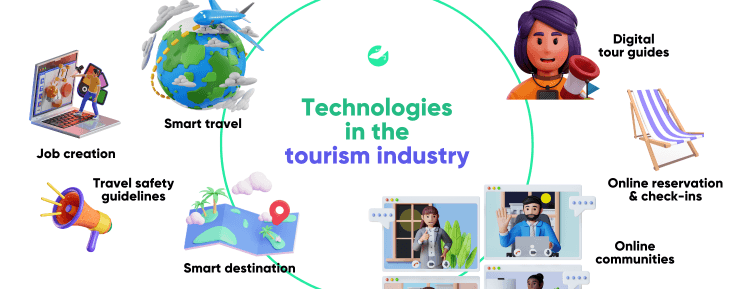 Technologies
in the
tourism industry
Job creation
Smart travel
Travel safety
guidelines
Smart destination
Digital
tour guides
Online reservation
& check-ins
Online
communities